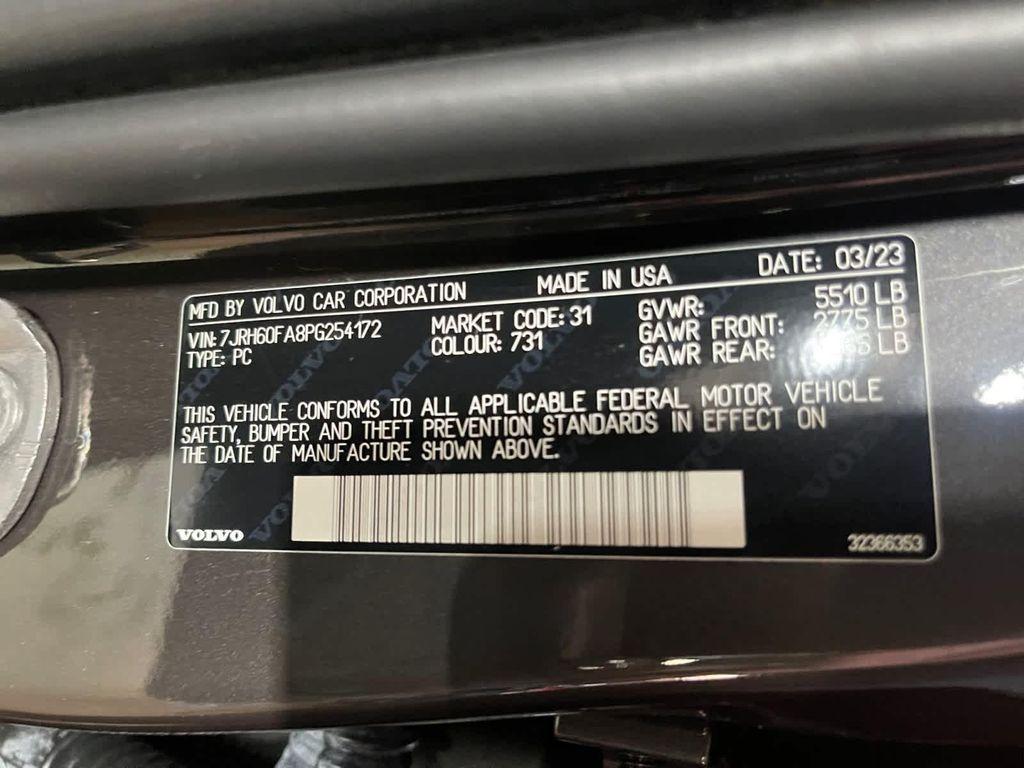 MFD BY VOLVO CAR CORPORATION MADE IN USA DATE: 03/23
VIN: 7JRH60FA8PG254172 MARKET CODE: 31 GVWR: 5510 LB
TYPE: PC COLOUR: 731 GAWR FRONT: 2775 LB
GAWR REAR: LB
THIS VEHICLE CONFORMS TO ALL APPLICABLE FEDERAL MOTOR VEHICLE
SAFETY, BUMPER AND THEFT PREVENTION STANDARDS IN EFFECT ON
THE DATE OF MANUFACTURE SHOWN ABOVE.
VOLVO 32366353